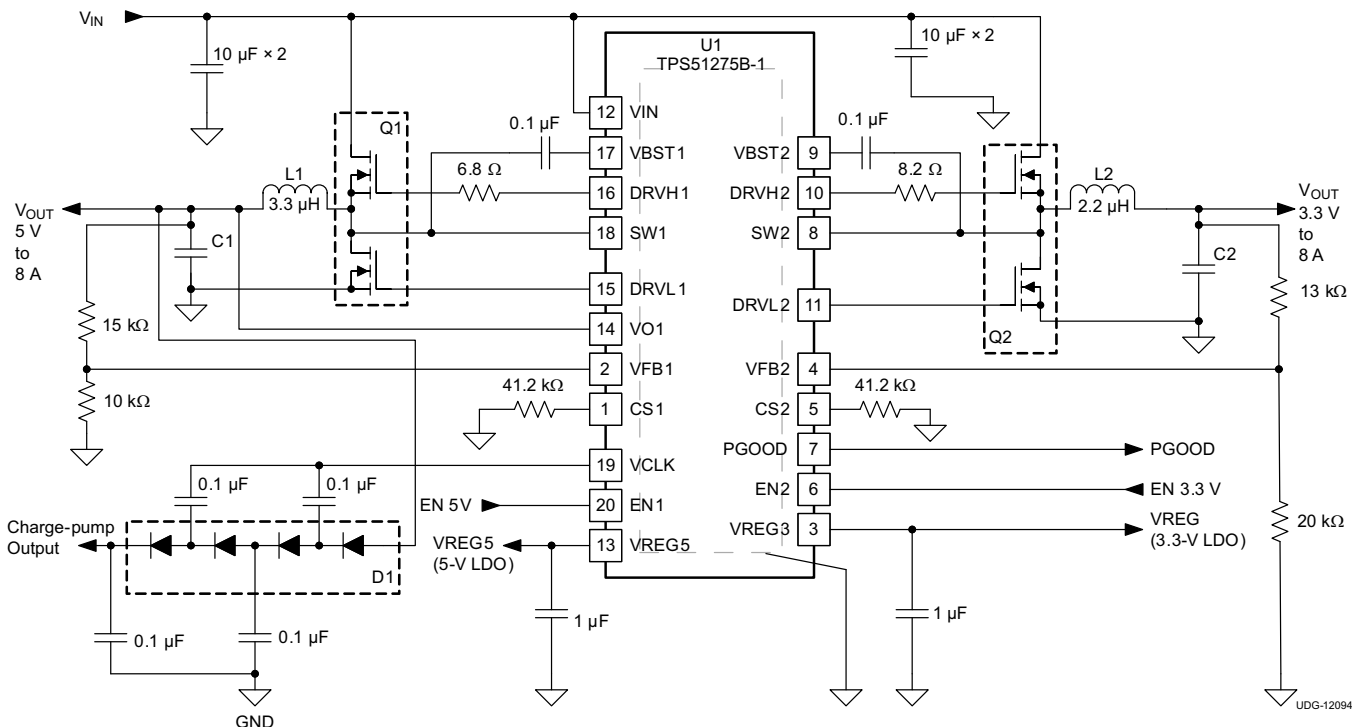 V_IN
10 µF × 2
10 µF × 2
U1
TPS51275B-1
12 VIN
Q1
0.1 µF
17 VBST1
VBST2 9
0.1 µF
6.8 Ω
16 DRVH1
DRVH2 10
8.2 Ω
L1
3.3 µH
L2
2.2 µH
V_OUT
5 V
to
8 A
C1
18 SW1
SW2 8
V_OUT
3.3 V
to
8 A
C2
15 DRVL1
DRVL2 11
Q2
13 kΩ
15 kΩ
14 VO1
2 VFB1
VFB2 4
10 kΩ
41.2 kΩ
1 CS1
CS2 5
41.2 kΩ
PGOOD 7
PGOOD
19 VCLK
0.1 µF
0.1 µF
EN2 6
EN 3.3 V
EN 5V
20 EN1
VREG3 3
VREG
(3.3-V LDO)
20 kΩ
Charge-pump
Output
D1
VREG5
(5-V LDO)
13 VREG5
0.1 µF
0.1 µF
1 µF
1 µF
GND
UDG-12094